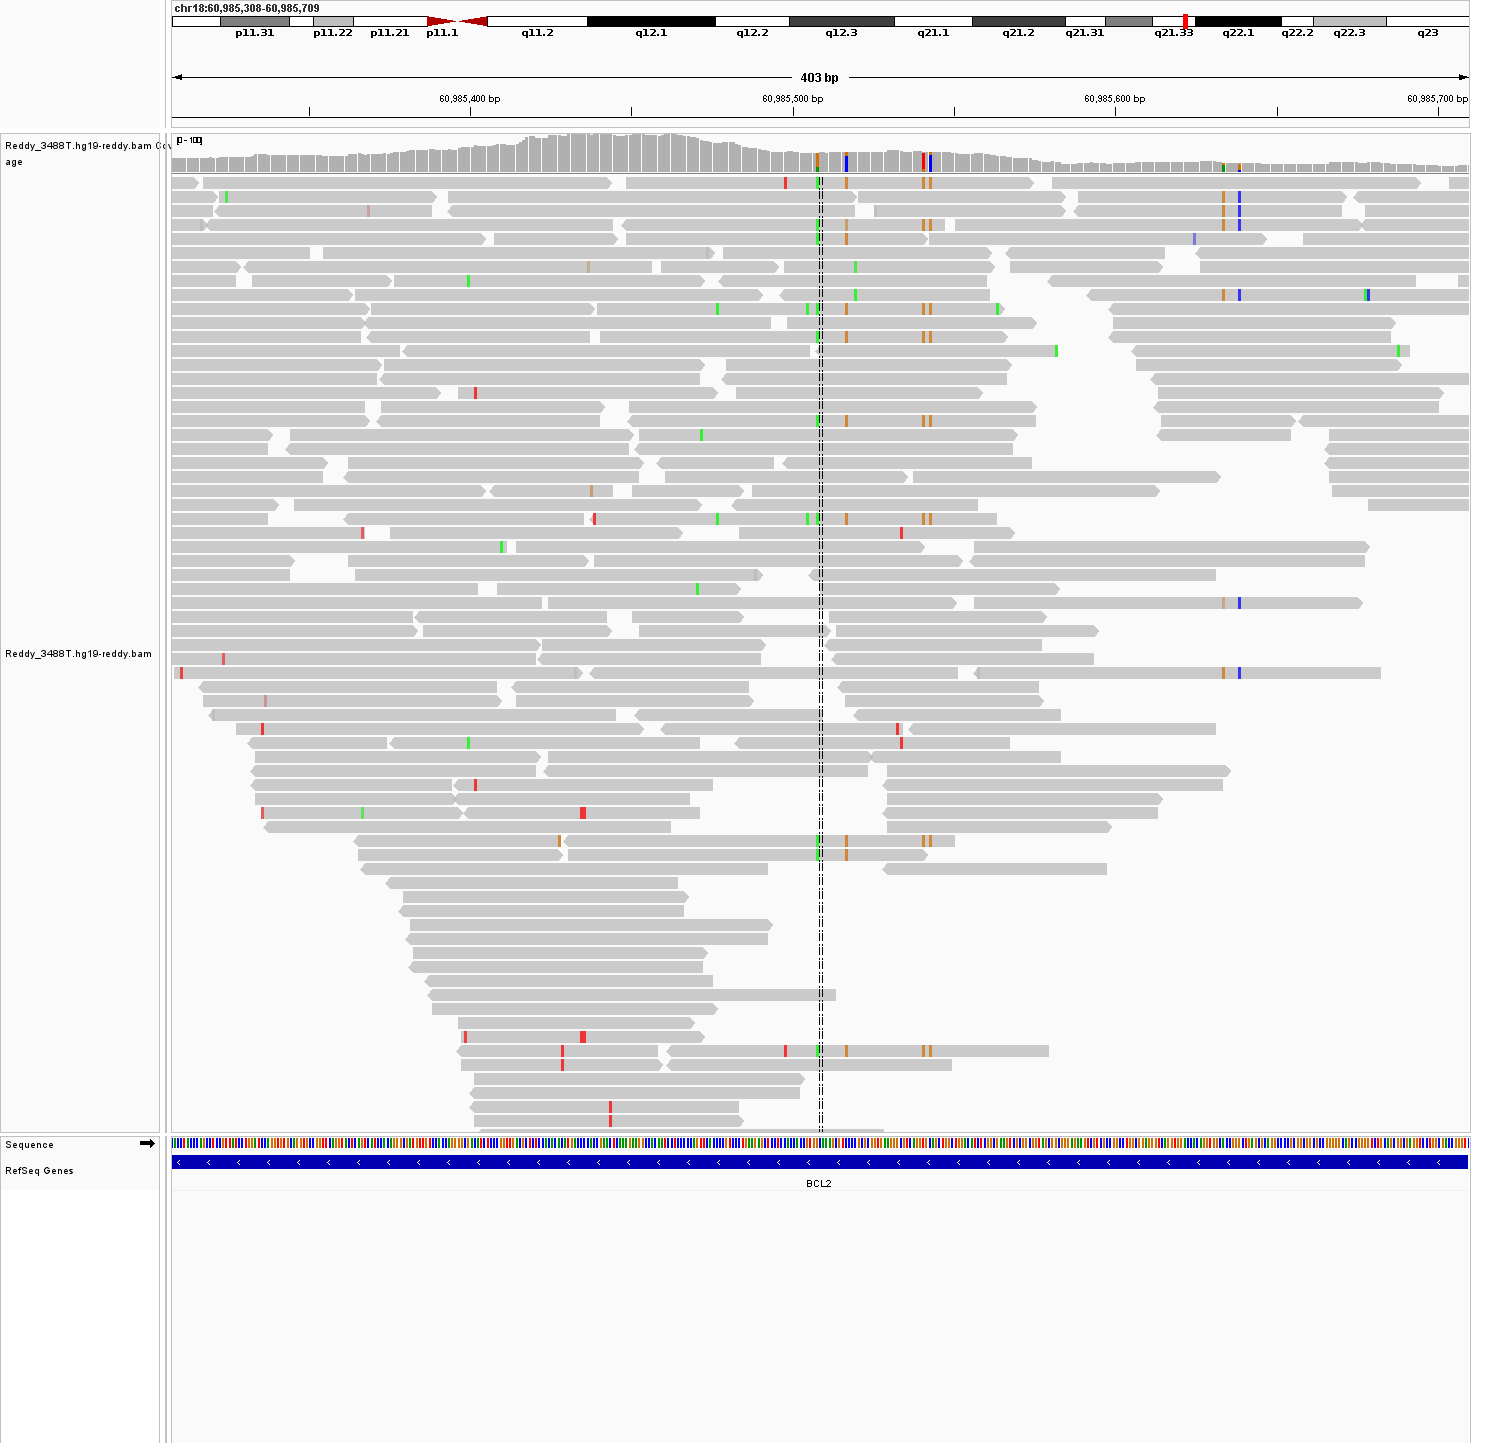 chr18:60,985,308-60,985,709
p11.31 p11.22 p11.21 p11.1 q11.2 q12.1 q12.2 q12.3 q21.1 q21.2 q21.31 q21.33 q22.1 q22.2 q22.3 q23
403 bp
60,985,400 bp 60,985,500 bp 60,985,600 bp 60,985,700 bp
[0 - 100]
Reddy_3488T.hg19-reddy.bam Cov
age
Reddy_3488T.hg19-reddy.bam
Sequence
RefSeq Genes
BCL2